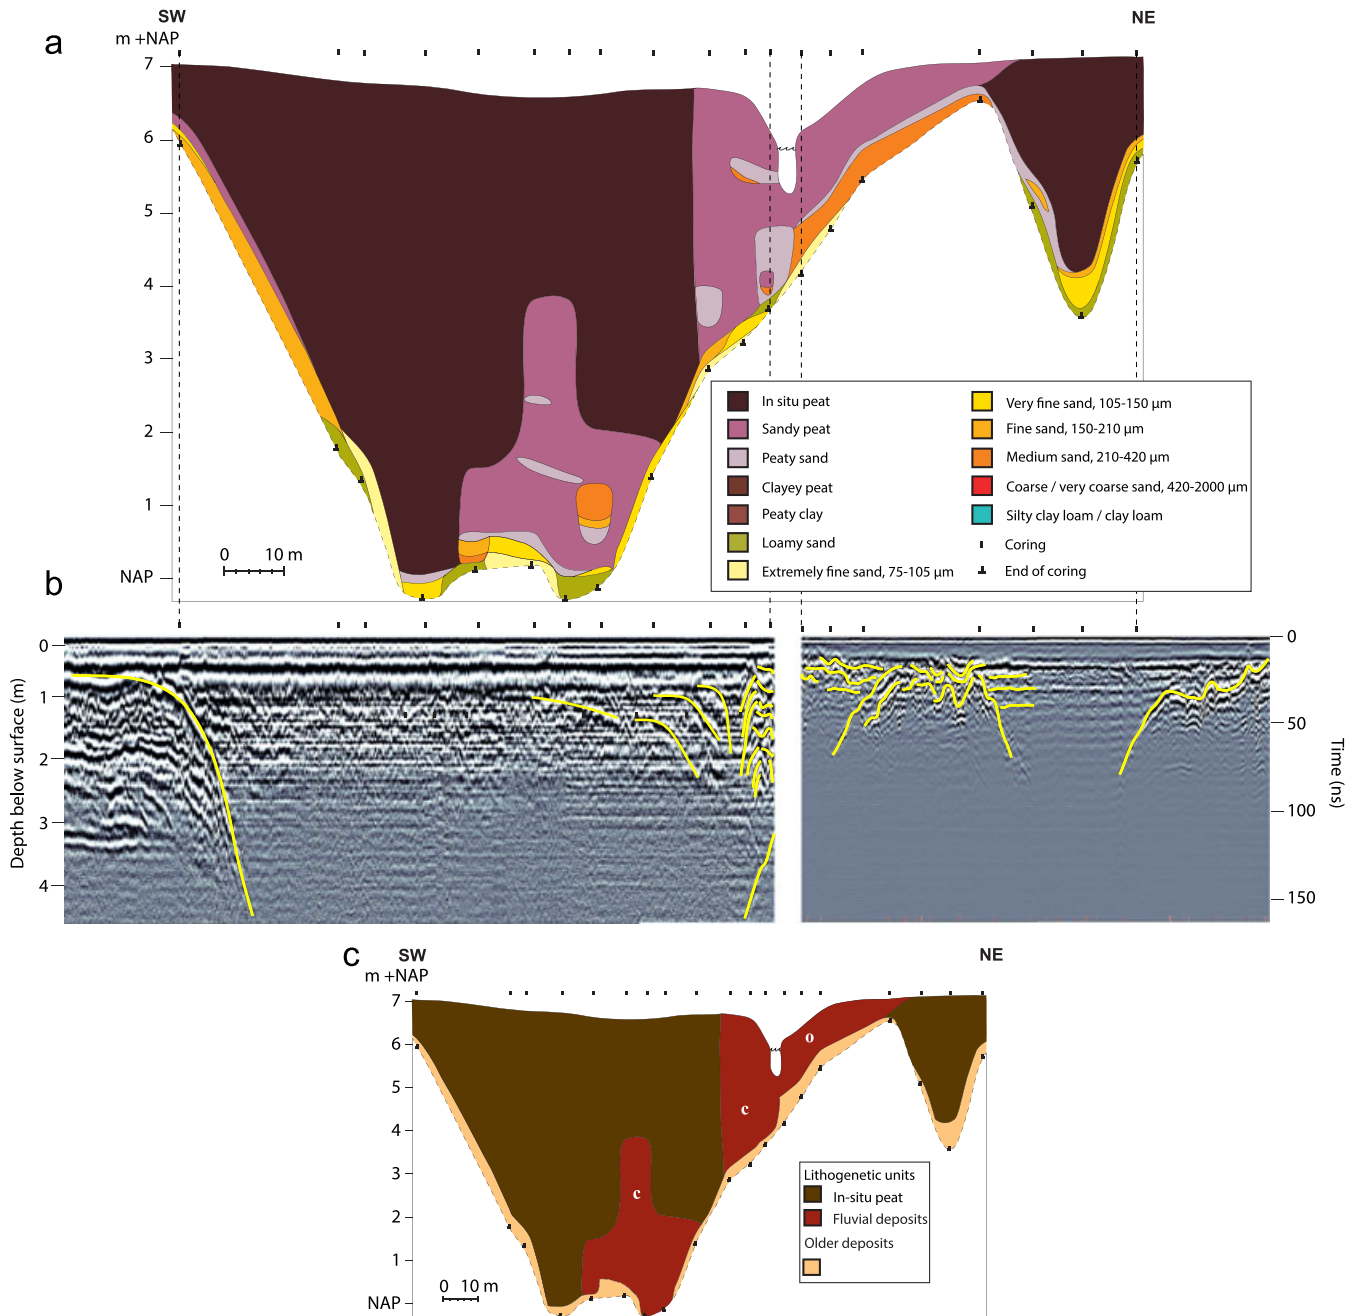 SW
NE
a
m +NAP
7
6
5
4
3
2
1
NAP
0 10 m
In situ peat
Sandy peat
Peaty sand
Clayey peat
Peaty clay
Loamy sand
Extremely fine sand, 75-105 µm
Very fine sand, 105-150 µm
Fine sand, 150-210 µm
Medium sand, 210-420 µm
Coarse / very coarse sand, 420-2000 µm
Silty clay loam / clay loam
Coring
End of coring
b
Depth below surface (m)
0
1
2
3
4
0
50
100
150
Time (ns)
c
SW
NE
m +NAP
7
6
5
4
3
2
1
NAP
0 10 m
o
c
c
Lithogenetic units
In-situ peat
Fluvial deposits
Older deposits